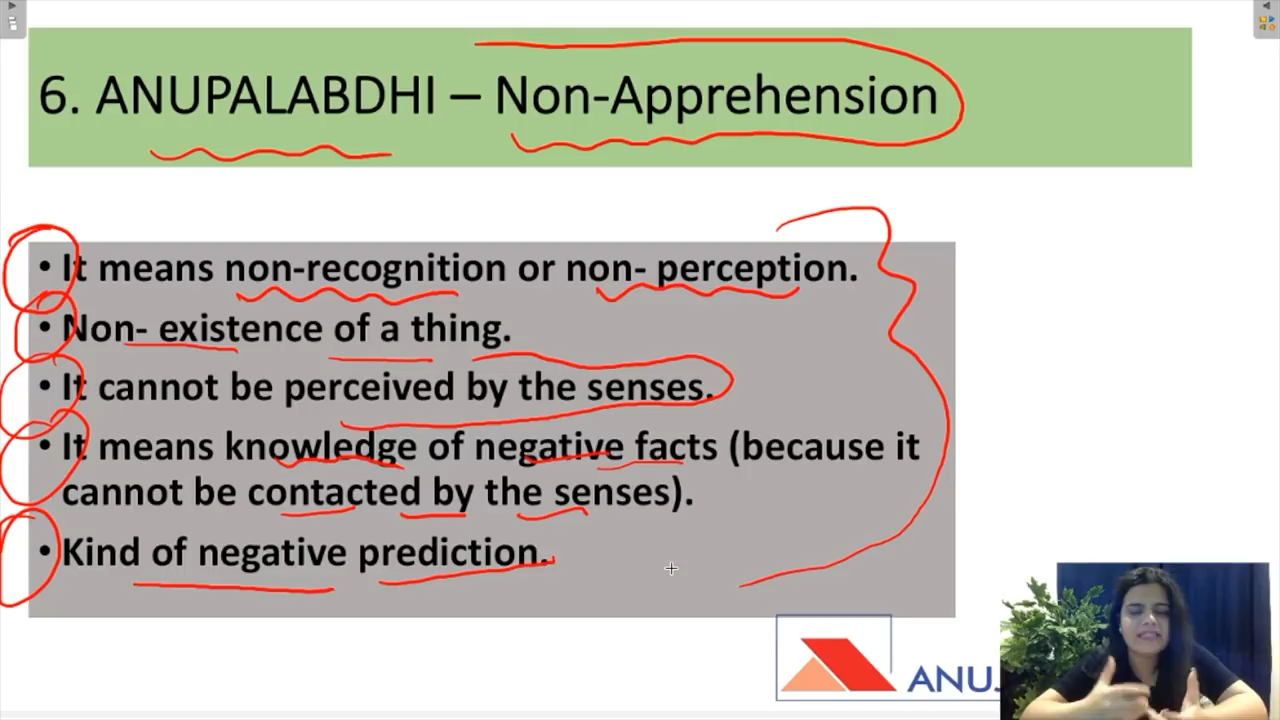 6. ANUPALABDHI – Non-Apprehension
• It means non-recognition or non- perception.
• Non- existence of a thing.
• It cannot be perceived by the senses.
• It means knowledge of negative facts (because it
cannot be contacted by the senses).
• Kind of negative prediction.
ANUJ